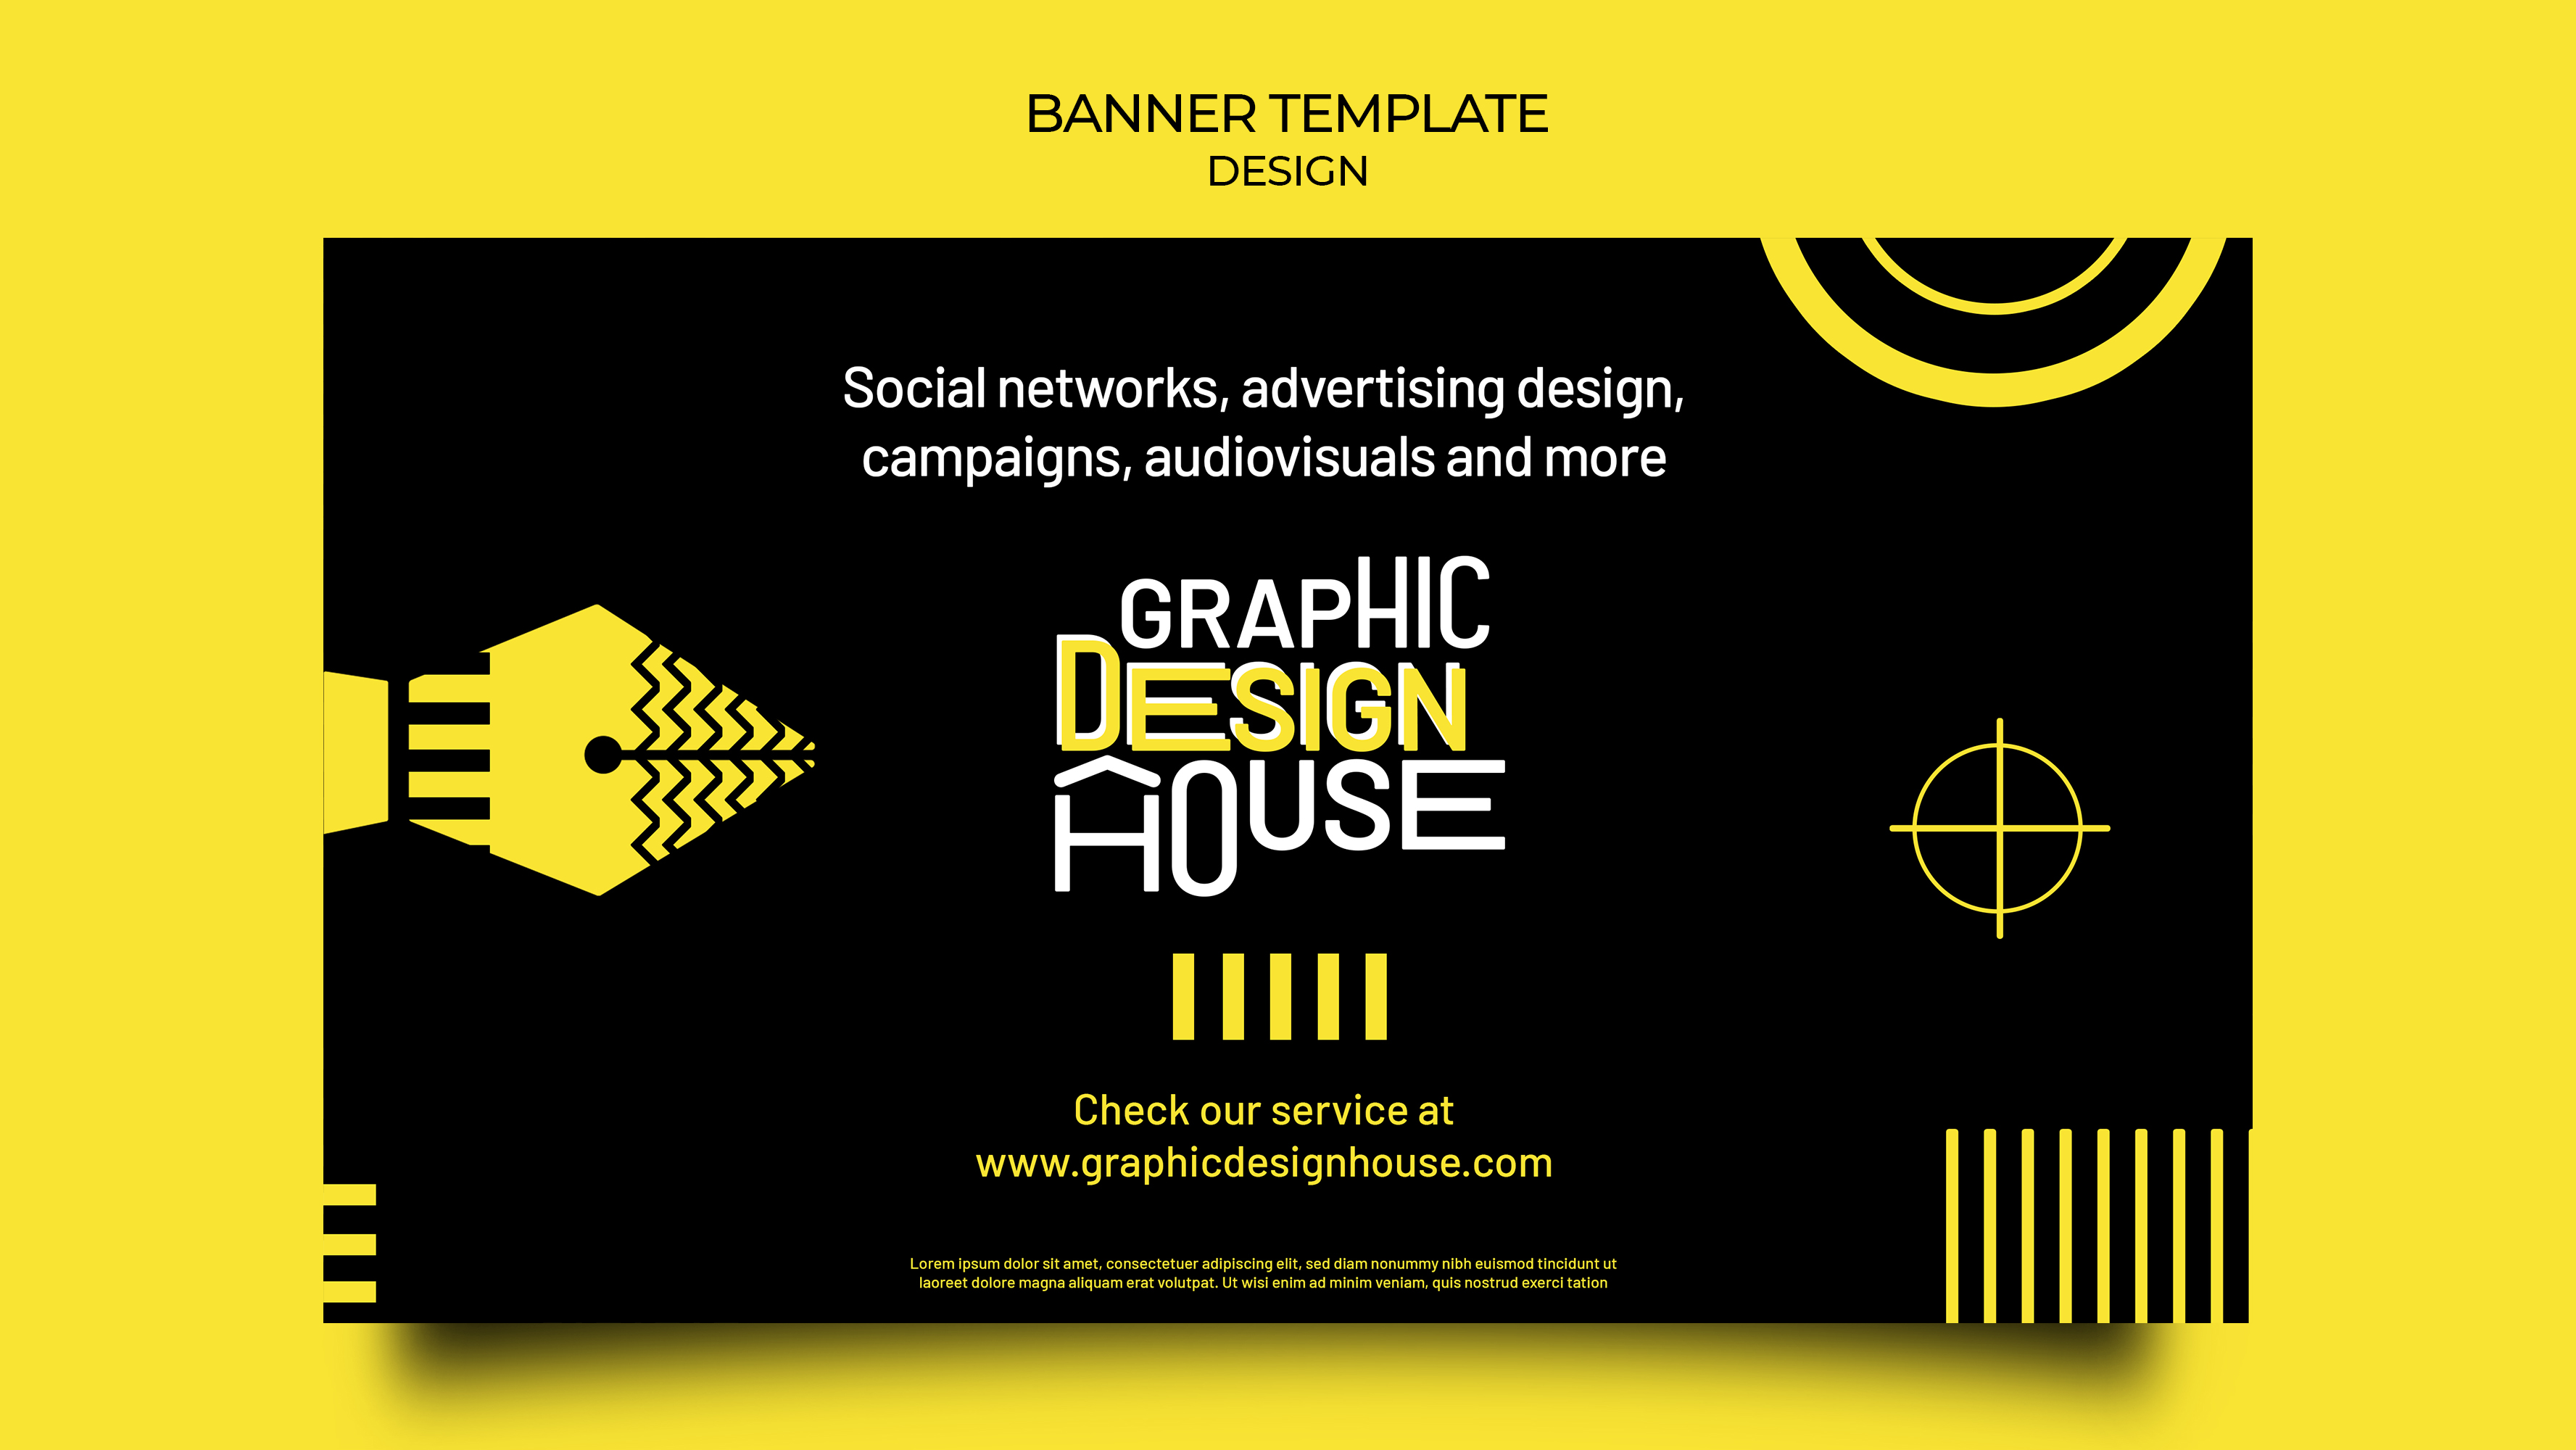 BANNER TEMPLATE
DESIGN
Social networks, advertising design,
campaigns, audiovisuals and more
GRAPHIC
DESIGN
HOUSE
Check our service at
www.graphicdesignhouse.com
Lorem ipsum dolor sit amet, consectetuer adipiscing elit, sed diam nonummy nibh euismod tincidunt ut
laoreet dolore magna aliquam erat volutpat. Ut wisi enim ad minim veniam, quis nostrud exerci tation